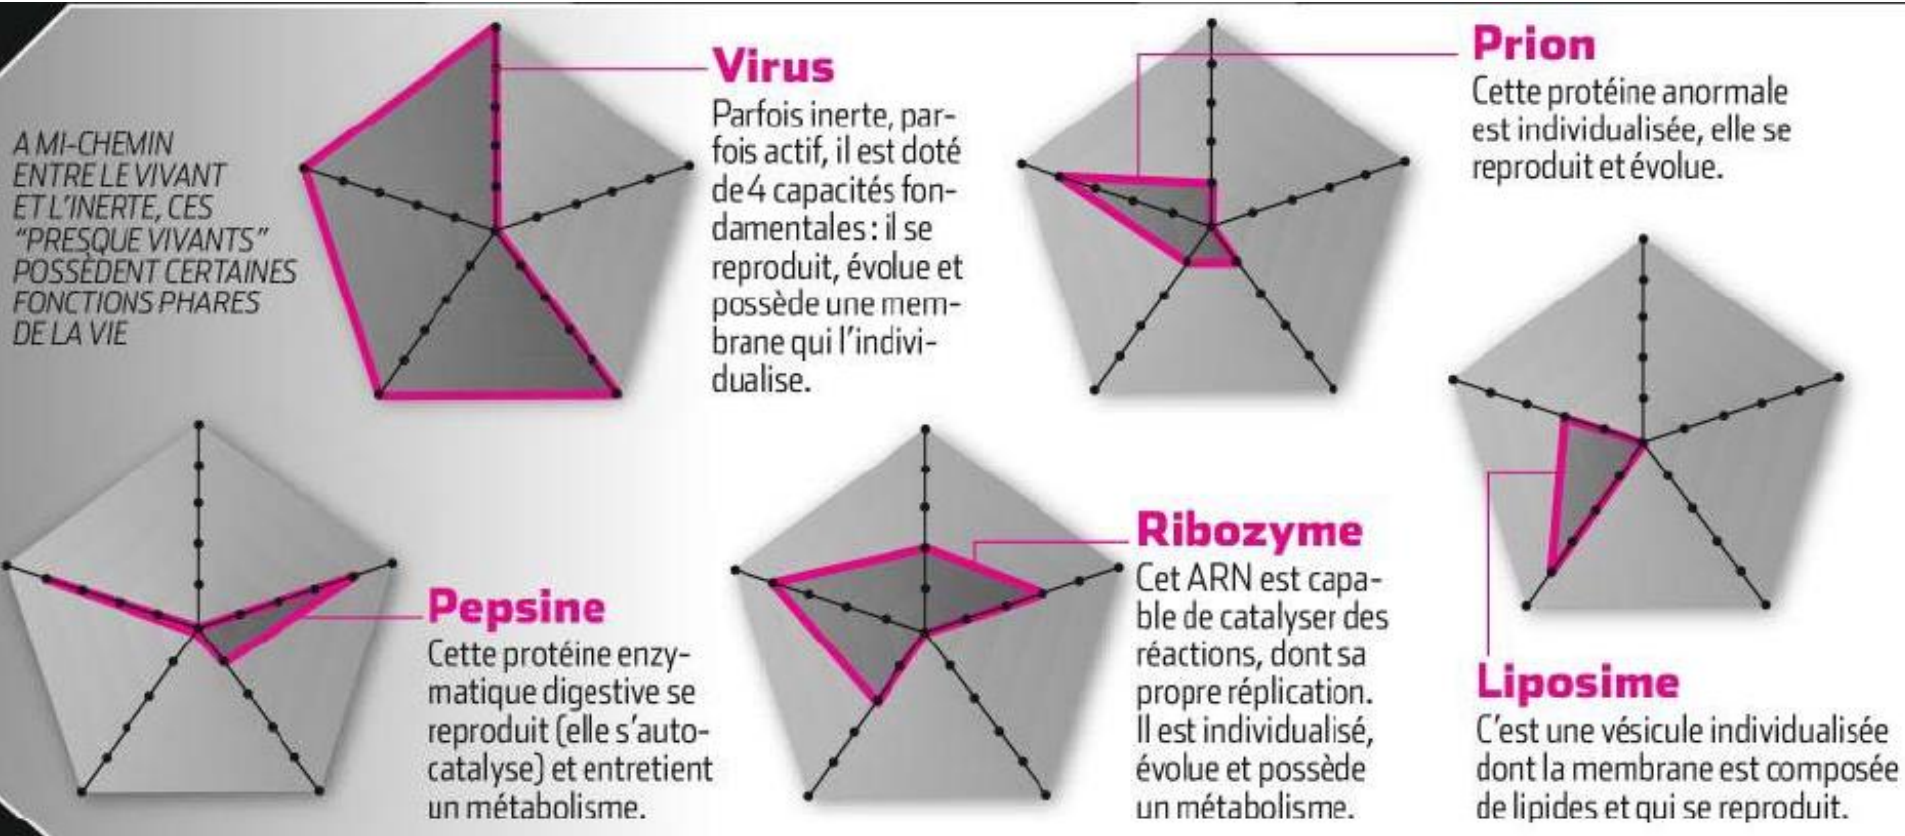 A MI-CHEMIN
ENTRE LE VIVANT
ET L'INERTE, CES
"PRESQUE VIVANTS"
POSSÈDENT CERTAINES
FONCTIONS PHARES
DE LA VIE
Virus
Parfois inerte, par-
fois actif, il est doté
de 4 capacités fon-
damentales : il se
reproduit, évolue et
possède une mem-
brane qui l'indivi-
dualise.
Prion
Cette protéine anormale
est individualisée, elle se
reproduit et évolue.
Pepsine
Cette protéine enzy-
matique digestive se
reproduit (elle s'auto-
catalyse) et entretient
un métabolisme.
Ribozyme
Cet ARN est capa-
ble de catalyser des
réactions, dont sa
propre réplication.
Il est individualisé,
évolue et possède
un métabolisme.
Liposime
C'est une vésicule individualisée
dont la membrane est composée
de lipides et qui se reproduit.